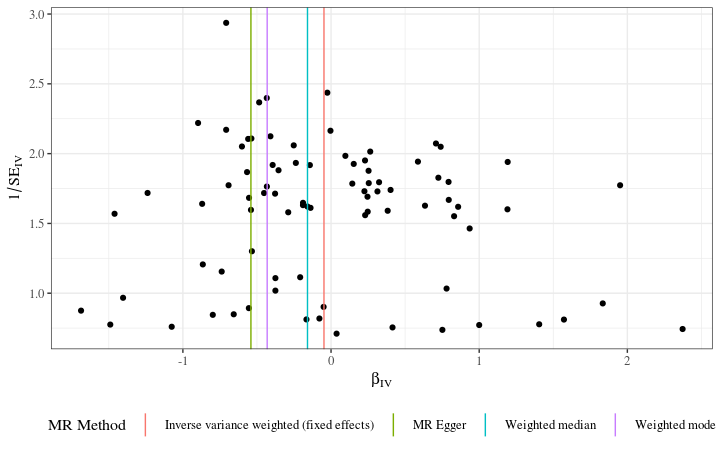 3.0
2.5
2.0
1.5
1.0
1/SE_IV
-1
0
1
2
β_IV
MR Method
Inverse variance weighted (fixed effects)
MR Egger
Weighted median
Weighted mode